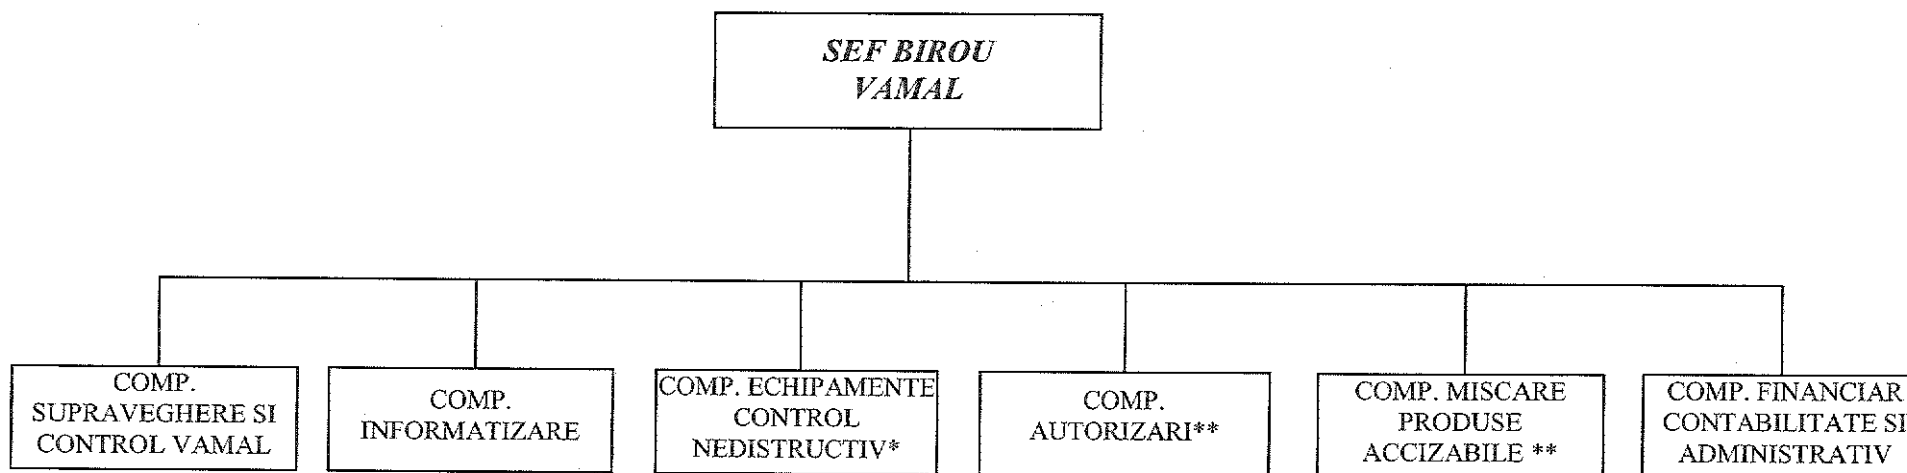 SEF BIROU
VAMAL
COMP.
SUPRAVEGHERE SI
CONTROL VAMAL
COMP.
INFORMATIZARE
COMP. ECHIPAMENTE
CONTROL
NEDISTRUCTIV*
COMP.
AUTORIZARI**
COMP. MISCARE
PRODUSE
ACCIZABILE **
COMP. FINANCIAR
CONTABILITATE SI
ADMINISTRATIV